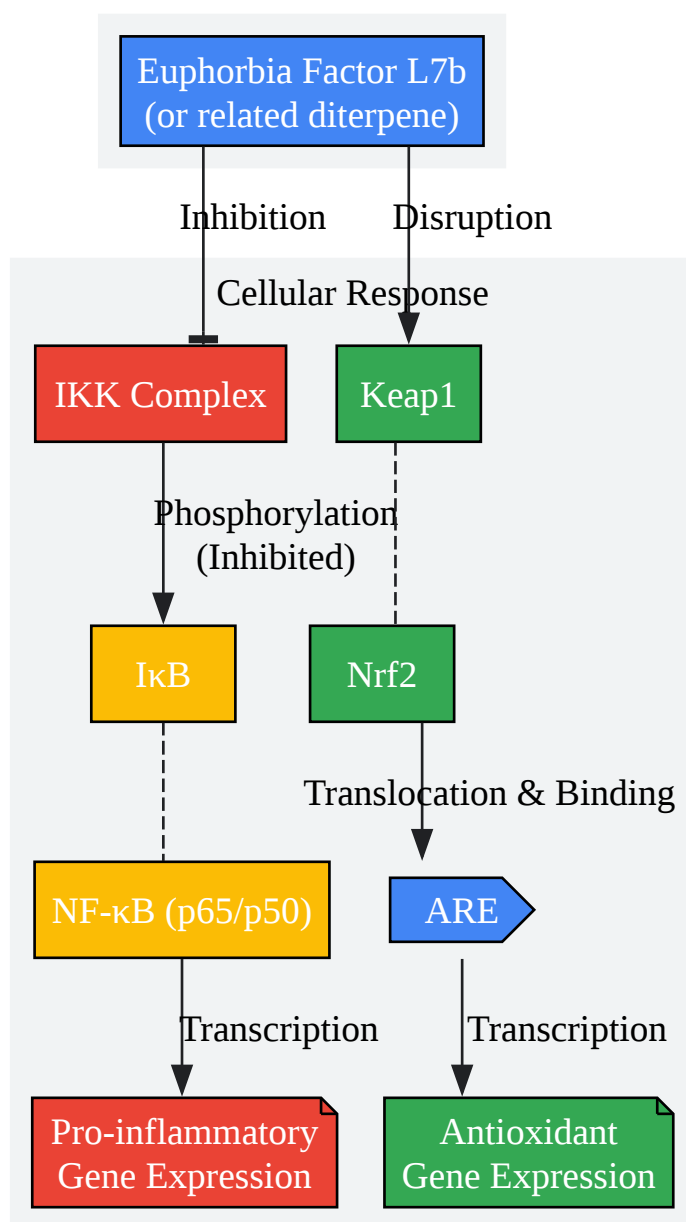 Euphorbia Factor L7b
(or related diterpene)
Inhibition
Disruption
Cellular Response
IKK Complex
Keap1
Phosphorylation
(Inhibited)
IκB
Nrf2
Translocation & Binding
NF-κB (p65/p50)
ARE
Transcription
Transcription
Pro-inflammatory
Gene Expression
Antioxidant
Gene Expression